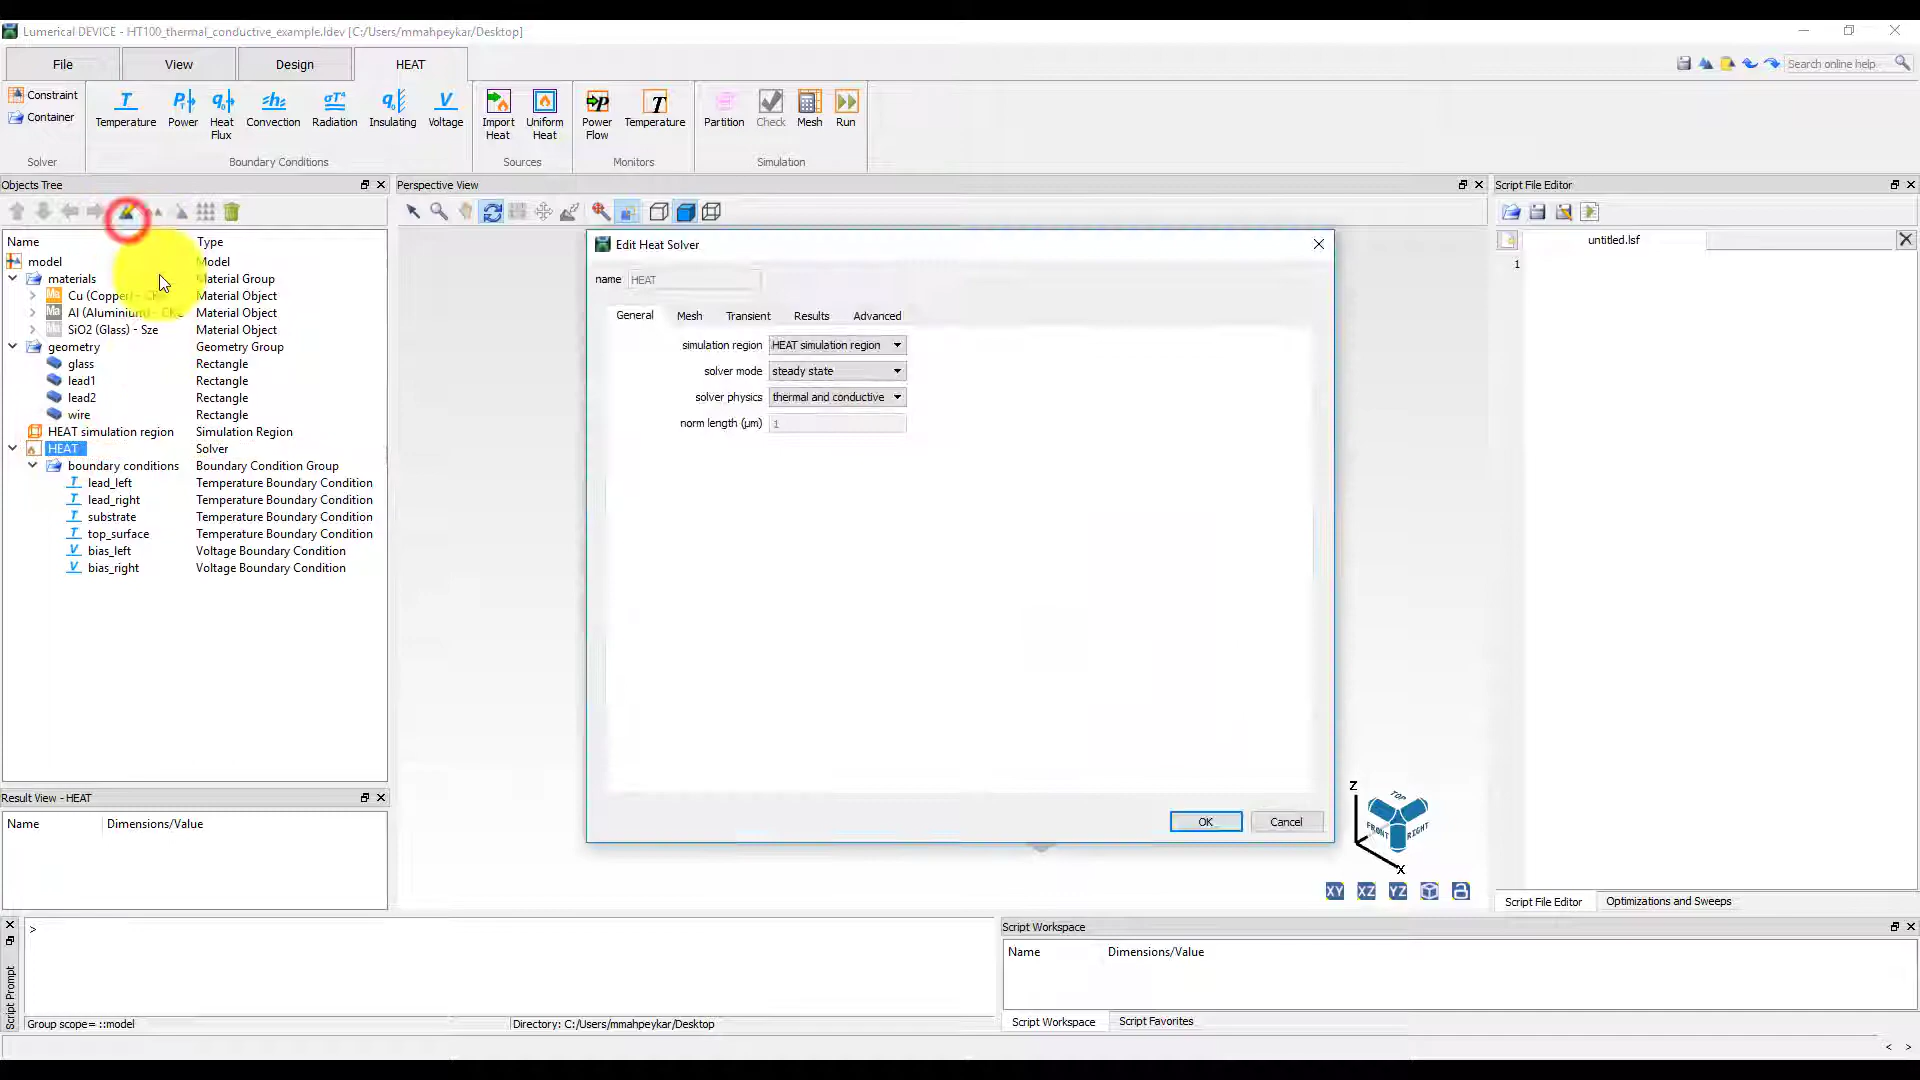 Lumerical DEVICE - HT100_thermal_conductive_example.ldev [C:/Users/mmahpeykar/Desktop]
File View Design HEAT
Search online help
Constraint
Container
Temperature Power Heat Flux Convection Radiation Insulating Voltage Import Heat Uniform Heat Power Flow Temperature Partition Check Mesh Run
Solver Boundary Conditions Sources Monitors Simulation
Objects Tree
Perspective View
Script File Editor
Name Type
model Model
materials Material Group
Cu (Copper) - Material Object
Al (Aluminium) - Material Object
SiO2 (Glass) - Sze Material Object
geometry Geometry Group
glass Rectangle
lead1 Rectangle
lead2 Rectangle
wire Rectangle
HEAT simulation region Simulation Region
HEAT Solver
boundary conditions Boundary Condition Group
lead_left Temperature Boundary Condition
lead_right Temperature Boundary Condition
substrate Temperature Boundary Condition
top_surface Temperature Boundary Condition
bias_left Voltage Boundary Condition
bias_right Voltage Boundary Condition
Edit Heat Solver
name HEAT
General Mesh Transient Results Advanced
simulation region HEAT simulation region
solver mode steady state
solver physics thermal and conductive
norm length (µm) 1
OK Cancel
untitled.lsf
1
Z
TOP
FRONT RIGHT
X
XY XZ YZ
Script File Editor Optimizations and Sweeps
Result View - HEAT
Name Dimensions/Value
>
Script Prompt
Group scope= ::model Directory: C:/Users/mmahpeykar/Desktop
Script Workspace
Name Dimensions/Value
Script Workspace Script Favorites
< >